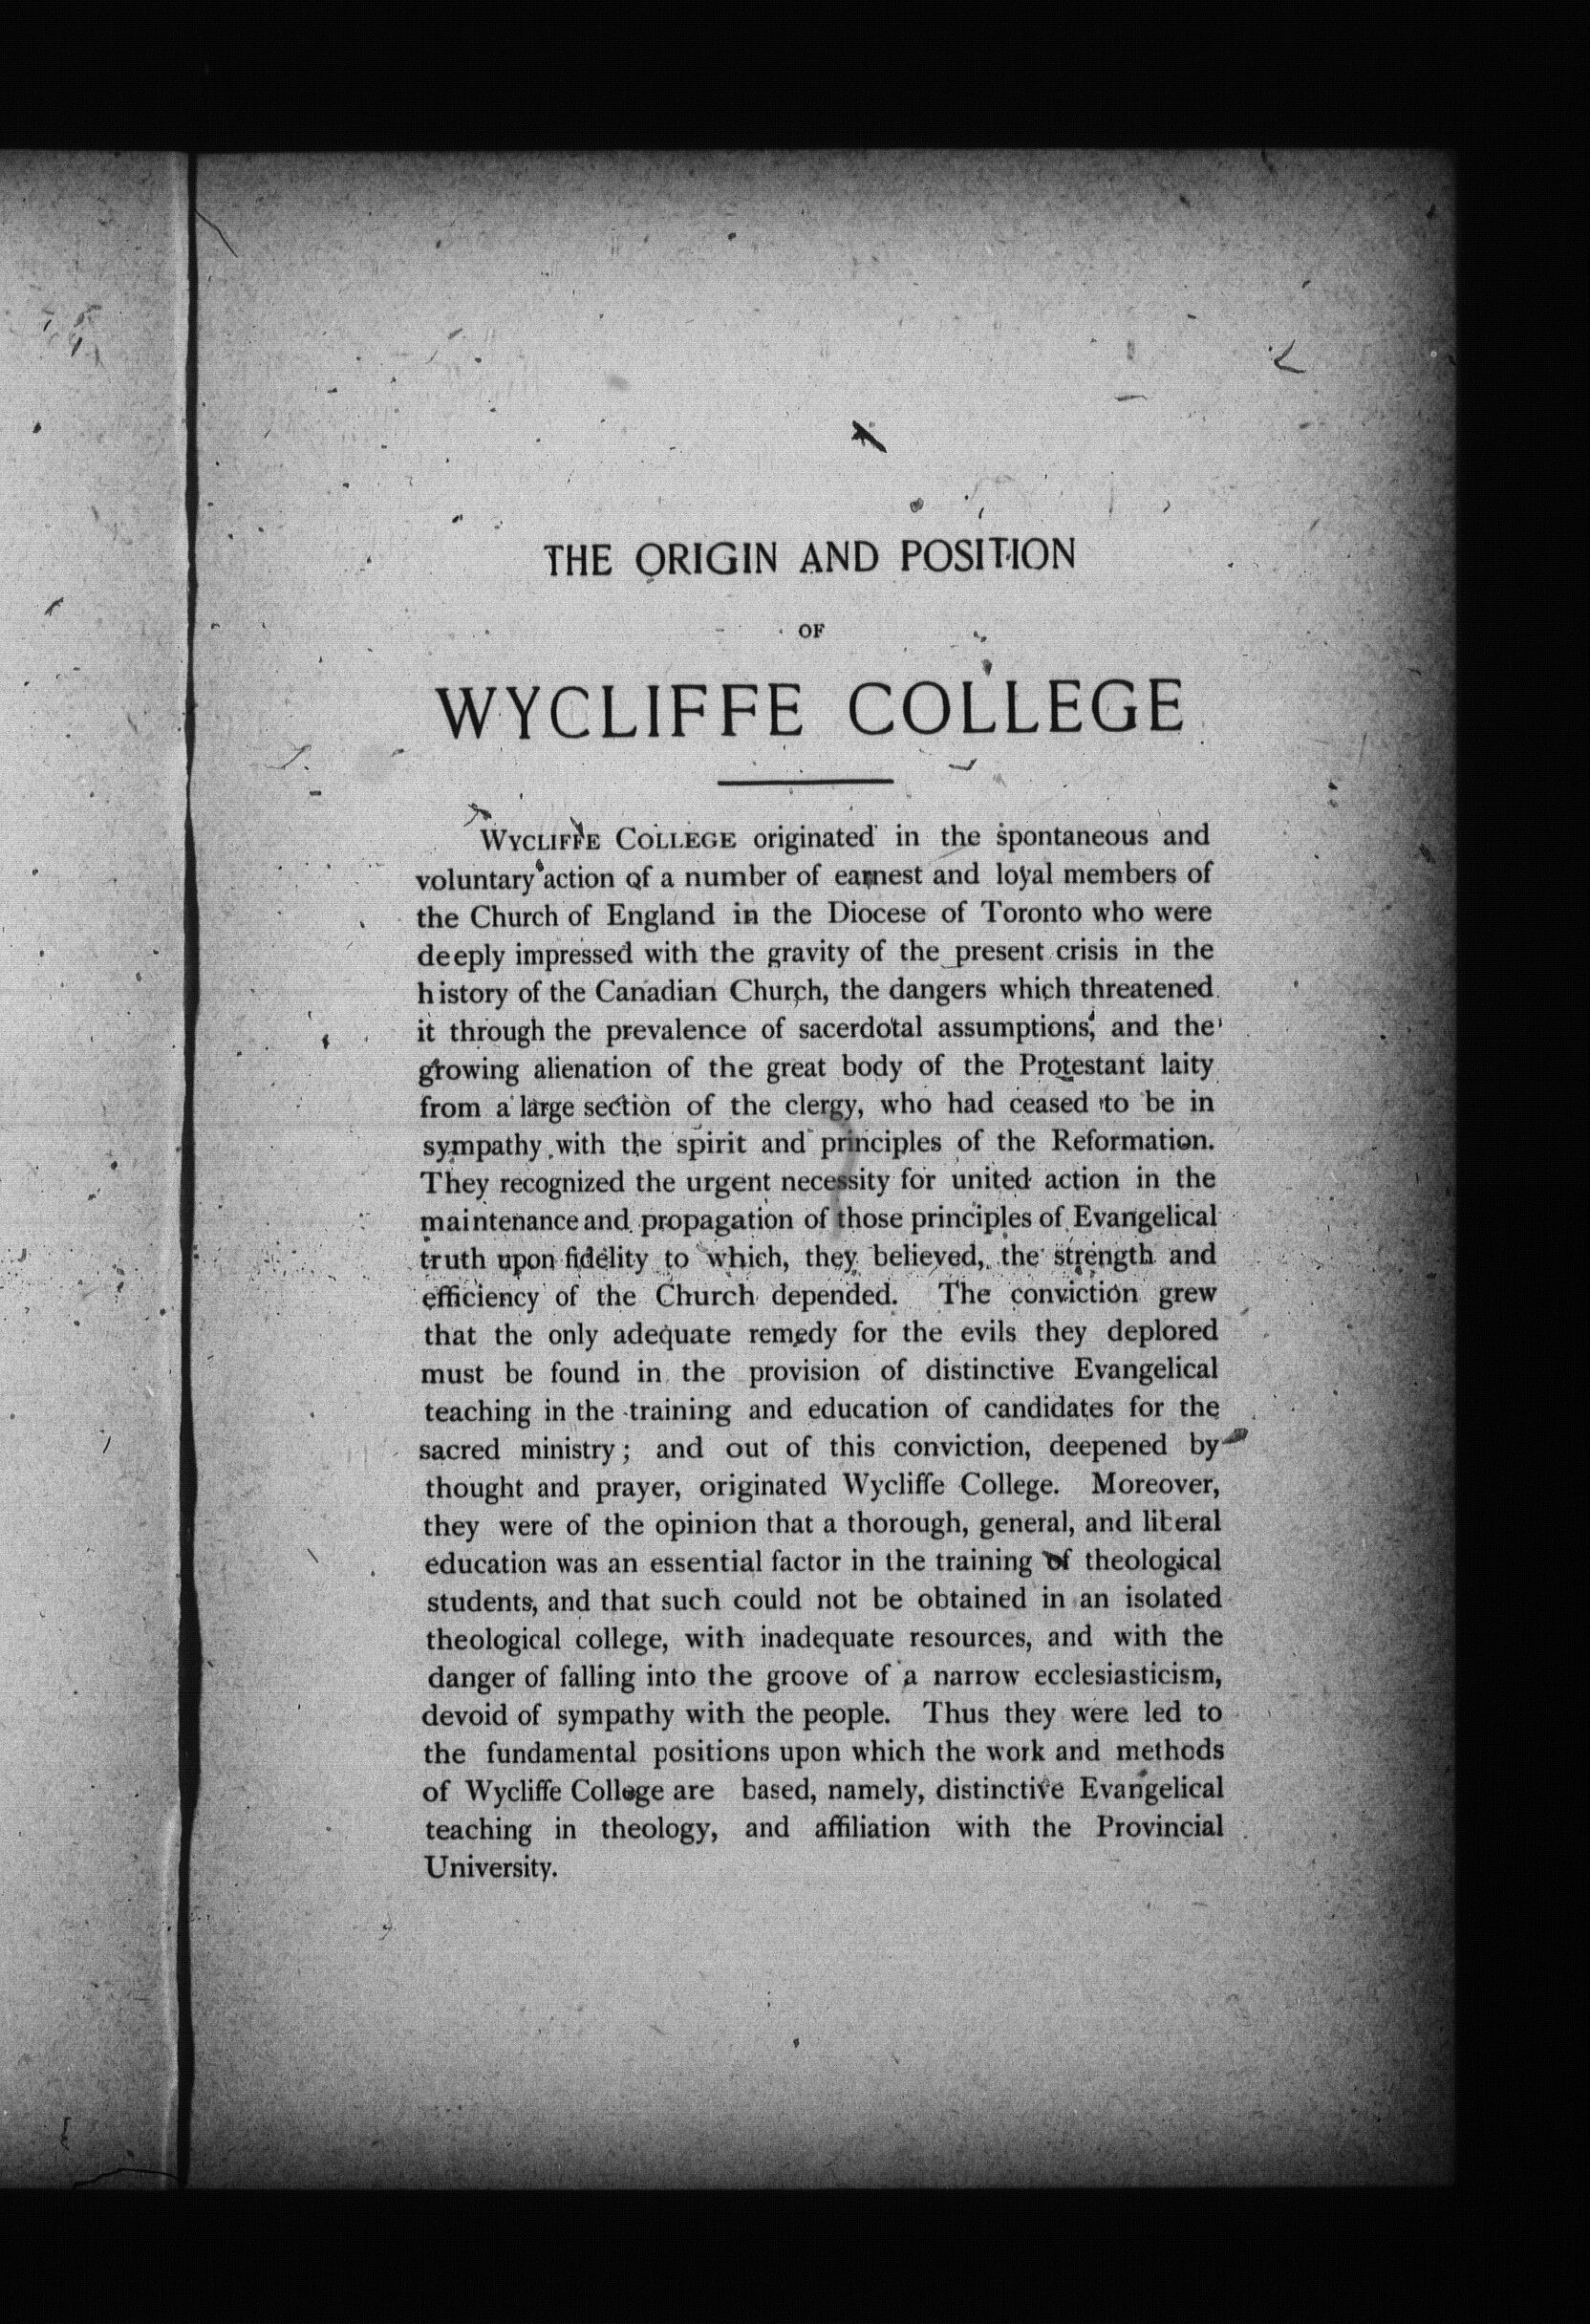 THE ORIGIN AND POSITION
OF
WYCLIFFE COLLEGE
WYCLIFFE COLLEGE originated in the spontaneous and
voluntary action of a number of earnest and loyal members of
the Church of England in the Diocese of Toronto who were
deeply impressed with the gravity of the present crisis in the
history of the Canadian Church, the dangers which threatened
it through the prevalence of sacerdotal assumptions, and the
growing alienation of the great body of the Protestant laity
from a large section of the clergy, who had ceased to be in
sympathy with the spirit and principles of the Reformation.
They recognized the urgent necessity for united action in the
maintenance and propagation of those principles of Evangelical
truth upon fidelity to which, they believed, the strength and
efficiency of the Church depended. The conviction grew
that the only adequate remedy for the evils they deplored
must be found in the provision of distinctive Evangelical
teaching in the training and education of candidates for the
sacred ministry; and out of this conviction, deepened by
thought and prayer, originated Wycliffe College. Moreover,
they were of the opinion that a thorough, general, and liberal
education was an essential factor in the training of theological
students, and that such could not be obtained in an isolated
theological college, with inadequate resources, and with the
danger of falling into the groove of a narrow ecclesiasticism,
devoid of sympathy with the people. Thus they were led to
the fundamental positions upon which the work and methods
of Wycliffe College are based, namely, distinctive Evangelical
teaching in theology, and affiliation with the Provincial
University.